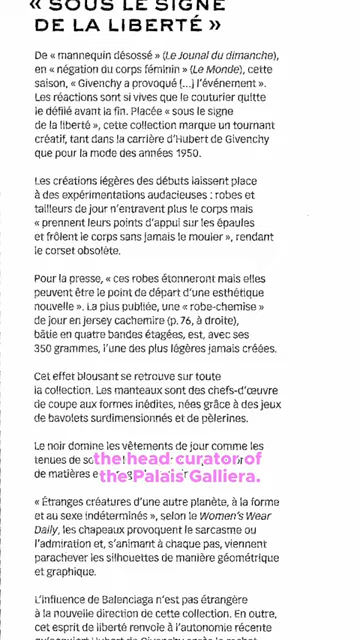 « SOUS LE SIGNE
DE LA LIBERTÉ »
De « mannequin désossé » (Le Jounal du dimanche),
en « négation du corps féminin » (Le Monde), cette
saison, « Givenchy a provoqué [...] l'événement ».
Les réactions sont si vives que le couturier quitte
le défilé avant la fin. Placée « sous le signe
de la liberté », cette collection marque un tournant
créatif, tant dans la carrière d'Hubert de Givenchy
que pour la mode des années 1950.
Les créations légères des débuts laissent place
à des expérimentations audacieuses : robes et
tailleurs de jour n'entravent plus le corps mais
« prennent leurs points d'appui sur les épaules
et frôlent le corps sans jamais le mouler », rendant
le corset obsolète.
Pour la presse, « ces robes étonneront mais elles
peuvent être le point de départ d'une esthétique
nouvelle ». La plus publiée, une « robe-chemise »
de jour en jersey cachemire (p. 76, à droite),
bâtie en quatre bandes étagées, est, avec ses
350 grammes, l'une des plus légères jamais créées.
Cet effet blousant se retrouve sur toute
la collection. Les manteaux sont des chefs-d'œuvre
de coupe aux formes inédites, nées grâce à des jeux
de bavolets surdimensionnés et de pèlerines.
Le noir domine les vêtements de jour comme les
tenues de
de matières
the head curator of
the Palais Galliera.
« Étranges créatures d'une autre planète, à la forme
et au sexe indéterminés », selon le Women's Wear
Daily, les chapeaux provoquent le sarcasme ou
l'admiration et, s'animant à chaque pas, viennent
parachever les silhouettes de manière géométrique
et graphique.
L'influence de Balenciaga n'est pas étrangère
à la nouvelle direction de cette collection. En outre,
cet esprit de liberté renvoie à l'autonomie récente